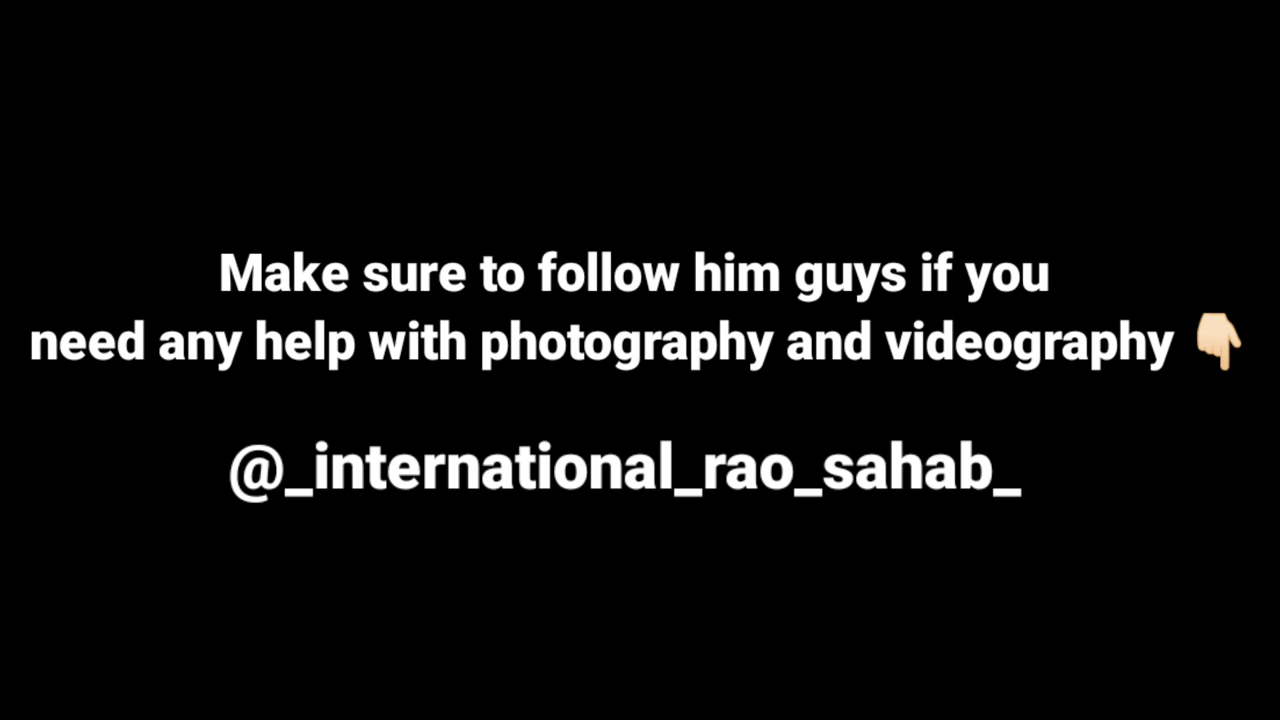 Make sure to follow him guys if you
need any help with photography and videography 👇🏻
@_international_rao_sahab_